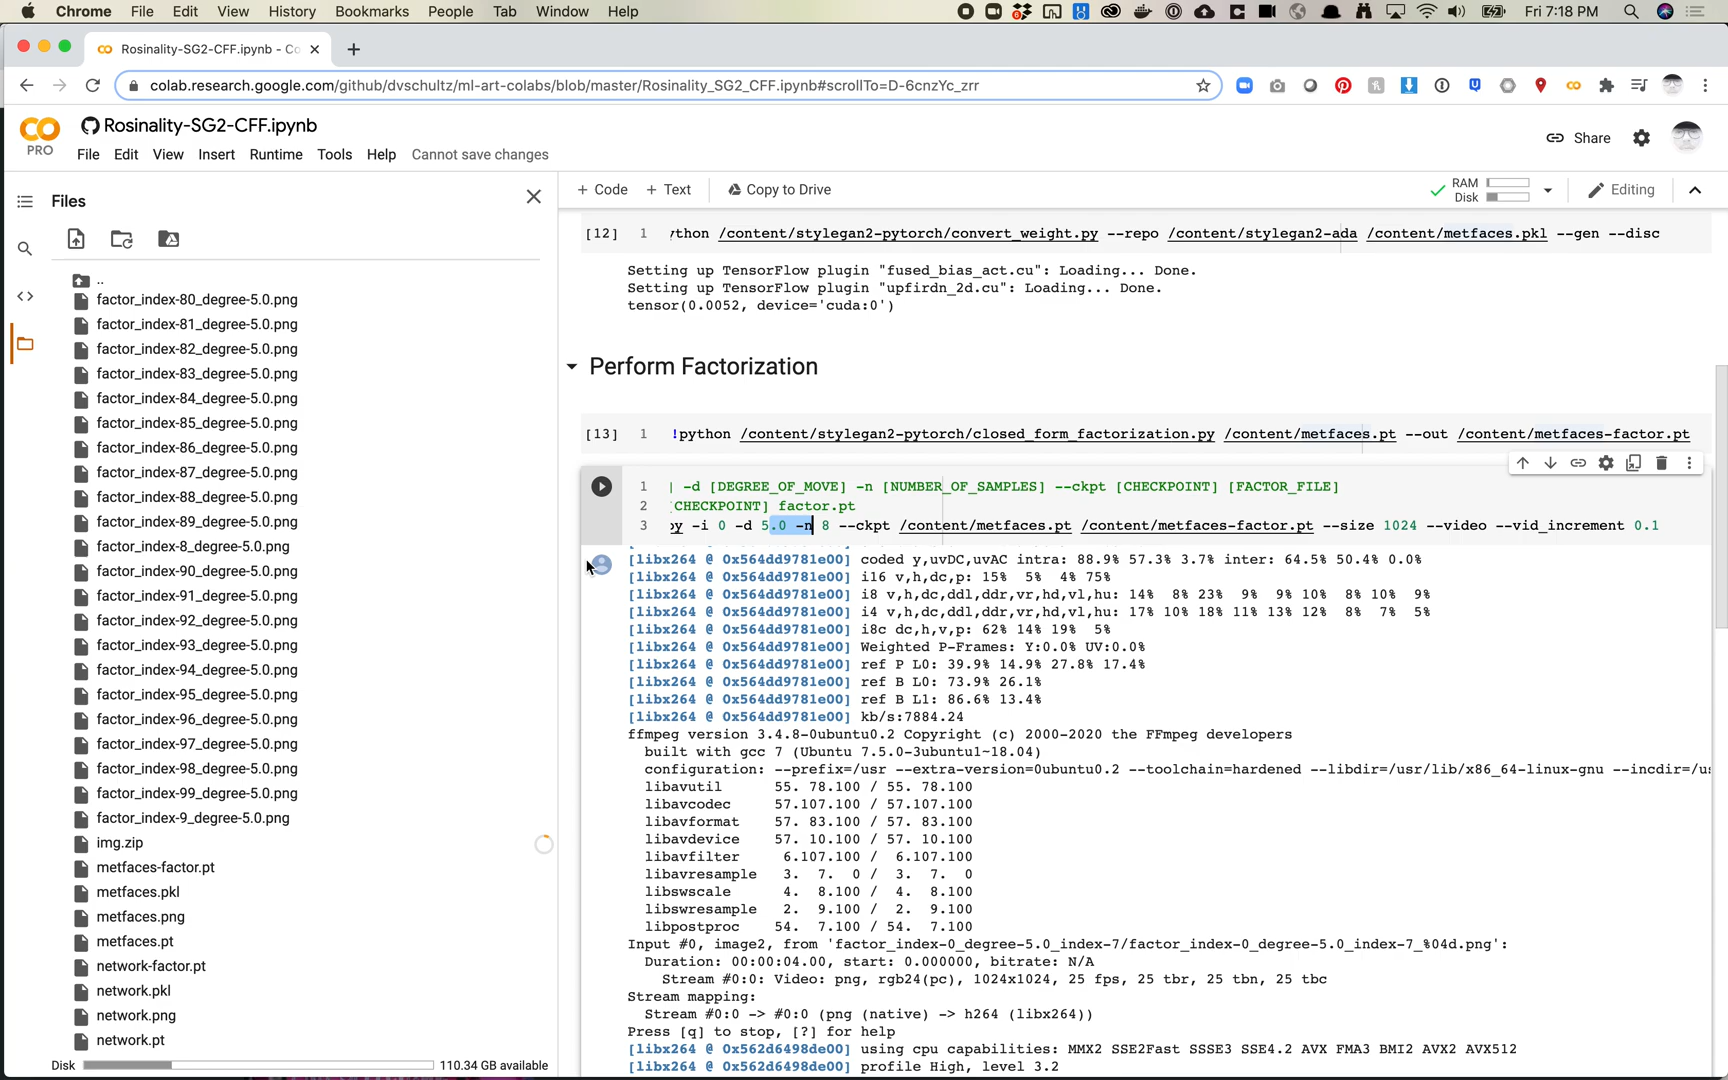 Chrome File Edit View History Bookmarks People Tab Window Help Fri 7:18 PM
Rosinality-SG2-CFF.ipynb - Co
colab.research.google.com/github/dvschultz/ml-art-colabs/blob/master/Rosinality_SG2_CFF.ipynb#scrollTo=D-6cnzYc_zrr
CO
PRO
Rosinality-SG2-CFF.ipynb
File Edit View Insert Runtime Tools Help Cannot save changes
Share
Files
+ Code + Text Copy to Drive
RAM
Disk
Editing
..
factor_index-80_degree-5.0.png
factor_index-81_degree-5.0.png
factor_index-82_degree-5.0.png
factor_index-83_degree-5.0.png
factor_index-84_degree-5.0.png
factor_index-85_degree-5.0.png
factor_index-86_degree-5.0.png
factor_index-87_degree-5.0.png
factor_index-88_degree-5.0.png
factor_index-89_degree-5.0.png
factor_index-8_degree-5.0.png
factor_index-90_degree-5.0.png
factor_index-91_degree-5.0.png
factor_index-92_degree-5.0.png
factor_index-93_degree-5.0.png
factor_index-94_degree-5.0.png
factor_index-95_degree-5.0.png
factor_index-96_degree-5.0.png
factor_index-97_degree-5.0.png
factor_index-98_degree-5.0.png
factor_index-99_degree-5.0.png
factor_index-9_degree-5.0.png
img.zip
metfaces-factor.pt
metfaces.pkl
metfaces.png
metfaces.pt
network-factor.pt
network.pkl
network.png
network.pt
Disk 110.34 GB available
[12] 1 ython /content/stylegan2-pytorch/convert_weight.py --repo /content/stylegan2-ada /content/metfaces.pkl --gen --disc
Setting up TensorFlow plugin "fused_bias_act.cu": Loading... Done.
Setting up TensorFlow plugin "upfirdn_2d.cu": Loading... Done.
tensor(0.0052, device='cuda:0')
Perform Factorization
[13] 1 !python /content/stylegan2-pytorch/closed_form_factorization.py /content/metfaces.pt --out /content/metfaces-factor.pt
1 ] -d [DEGREE_OF_MOVE] -n [NUMBER_OF_SAMPLES] --ckpt [CHECKPOINT] [FACTOR_FILE]
2 [CHECKPOINT] factor.pt
3 py -i 0 -d 5.0 -n 8 --ckpt /content/metfaces.pt /content/metfaces-factor.pt --size 1024 --video --vid_increment 0.1
[libx264 @ 0x564dd9781e00] coded y,uvDC,uvAC intra: 88.9% 57.3% 3.7% inter: 64.5% 50.4% 0.0%
[libx264 @ 0x564dd9781e00] i16 v,h,dc,p: 15% 5% 4% 75%
[libx264 @ 0x564dd9781e00] i8 v,h,dc,ddl,ddr,vr,hd,vl,hu: 14% 8% 23% 9% 9% 10% 8% 10% 9%
[libx264 @ 0x564dd9781e00] i4 v,h,dc,ddl,ddr,vr,hd,vl,hu: 17% 10% 18% 11% 13% 12% 8% 7% 5%
[libx264 @ 0x564dd9781e00] i8c dc,h,v,p: 62% 14% 19% 5%
[libx264 @ 0x564dd9781e00] Weighted P-Frames: Y:0.0% UV:0.0%
[libx264 @ 0x564dd9781e00] ref P L0: 39.9% 14.9% 27.8% 17.4%
[libx264 @ 0x564dd9781e00] ref B L0: 73.9% 26.1%
[libx264 @ 0x564dd9781e00] ref B L1: 86.6% 13.4%
[libx264 @ 0x564dd9781e00] kb/s:7884.24
ffmpeg version 3.4.8-0ubuntu0.2 Copyright (c) 2000-2020 the FFmpeg developers
built with gcc 7 (Ubuntu 7.5.0-3ubuntu1~18.04)
configuration: --prefix=/usr --extra-version=0ubuntu0.2 --toolchain=hardened --libdir=/usr/lib/x86_64-linux-gnu --incdir=/us
libavutil 55. 78.100 / 55. 78.100
libavcodec 57.107.100 / 57.107.100
libavformat 57. 83.100 / 57. 83.100
libavdevice 57. 10.100 / 57. 10.100
libavfilter 6.107.100 / 6.107.100
libavresample 3. 7. 0 / 3. 7. 0
libswscale 4. 8.100 / 4. 8.100
libswresample 2. 9.100 / 2. 9.100
libpostproc 54. 7.100 / 54. 7.100
Input #0, image2, from 'factor_index-0_degree-5.0_index-7/factor_index-0_degree-5.0_index-7_%04d.png':
Duration: 00:00:04.00, start: 0.000000, bitrate: N/A
Stream #0:0: Video: png, rgb24(pc), 1024x1024, 25 fps, 25 tbr, 25 tbn, 25 tbc
Stream mapping:
Stream #0:0 -> #0:0 (png (native) -> h264 (libx264))
Press [q] to stop, [?] for help
[libx264 @ 0x562d6498de00] using cpu capabilities: MMX2 SSE2Fast SSSE3 SSE4.2 AVX FMA3 BMI2 AVX2 AVX512
[libx264 @ 0x562d6498de00] profile High, level 3.2